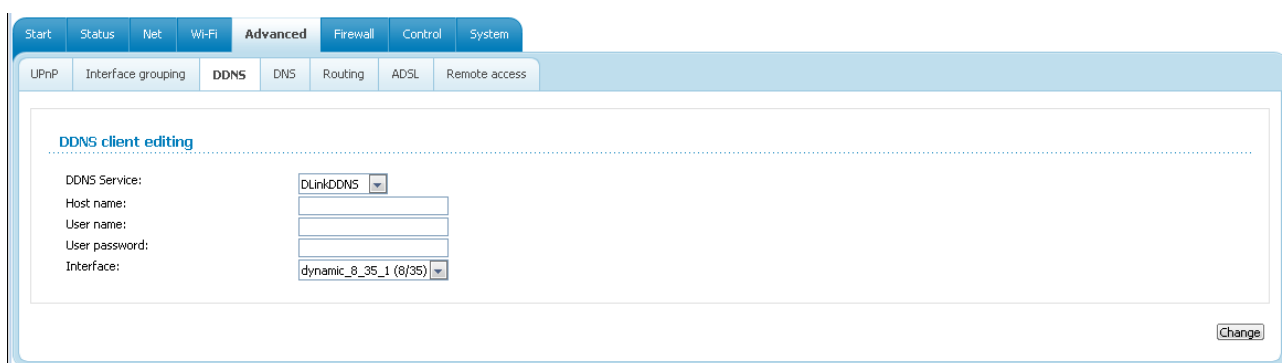 Start Status Net Wi-Fi Advanced Firewall Control System
UPnP Interface grouping DDNS DNS Routing ADSL Remote access
DDNS client editing
DDNS Service: DLinkDDNS
Host name:
User name:
User password:
Interface: dynamic_8_35_1 (8/35)
Change